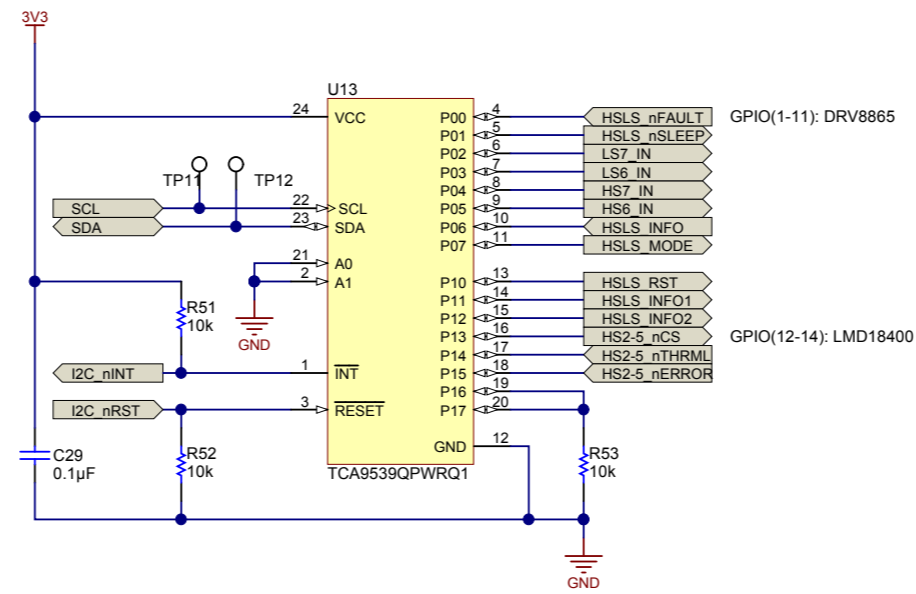 3V3
U13
24
VCC
P00
4
HSLS_nFAULT
GPIO(1-11): DRV8865
P01
5
HSLS_nSLEEP
P02
6
LS7_IN
P03
7
LS6_IN
TP11
TP12
P04
8
HS7_IN
SCL
22
SCL
P05
9
HS6_IN
SDA
23
SDA
P06
10
HSLS_INFO
P07
11
HSLS_MODE
21
A0
2
A1
P10
13
HSLS_RST
P11
14
HSLS_INFO1
R51
10k
P12
15
HSLS_INFO2
GND
P13
16
HS2-5_nCS
GPIO(12-14): LMD18400
P14
17
HS2-5_nTHRML
I2C_nINT
1
INT
P15
18
HS2-5_nERROR
P16
19
I2C_nRST
3
RESET
P17
20
GND
12
C29
0.1µF
R52
10k
R53
10k
TCA9539QPWRQ1
GND